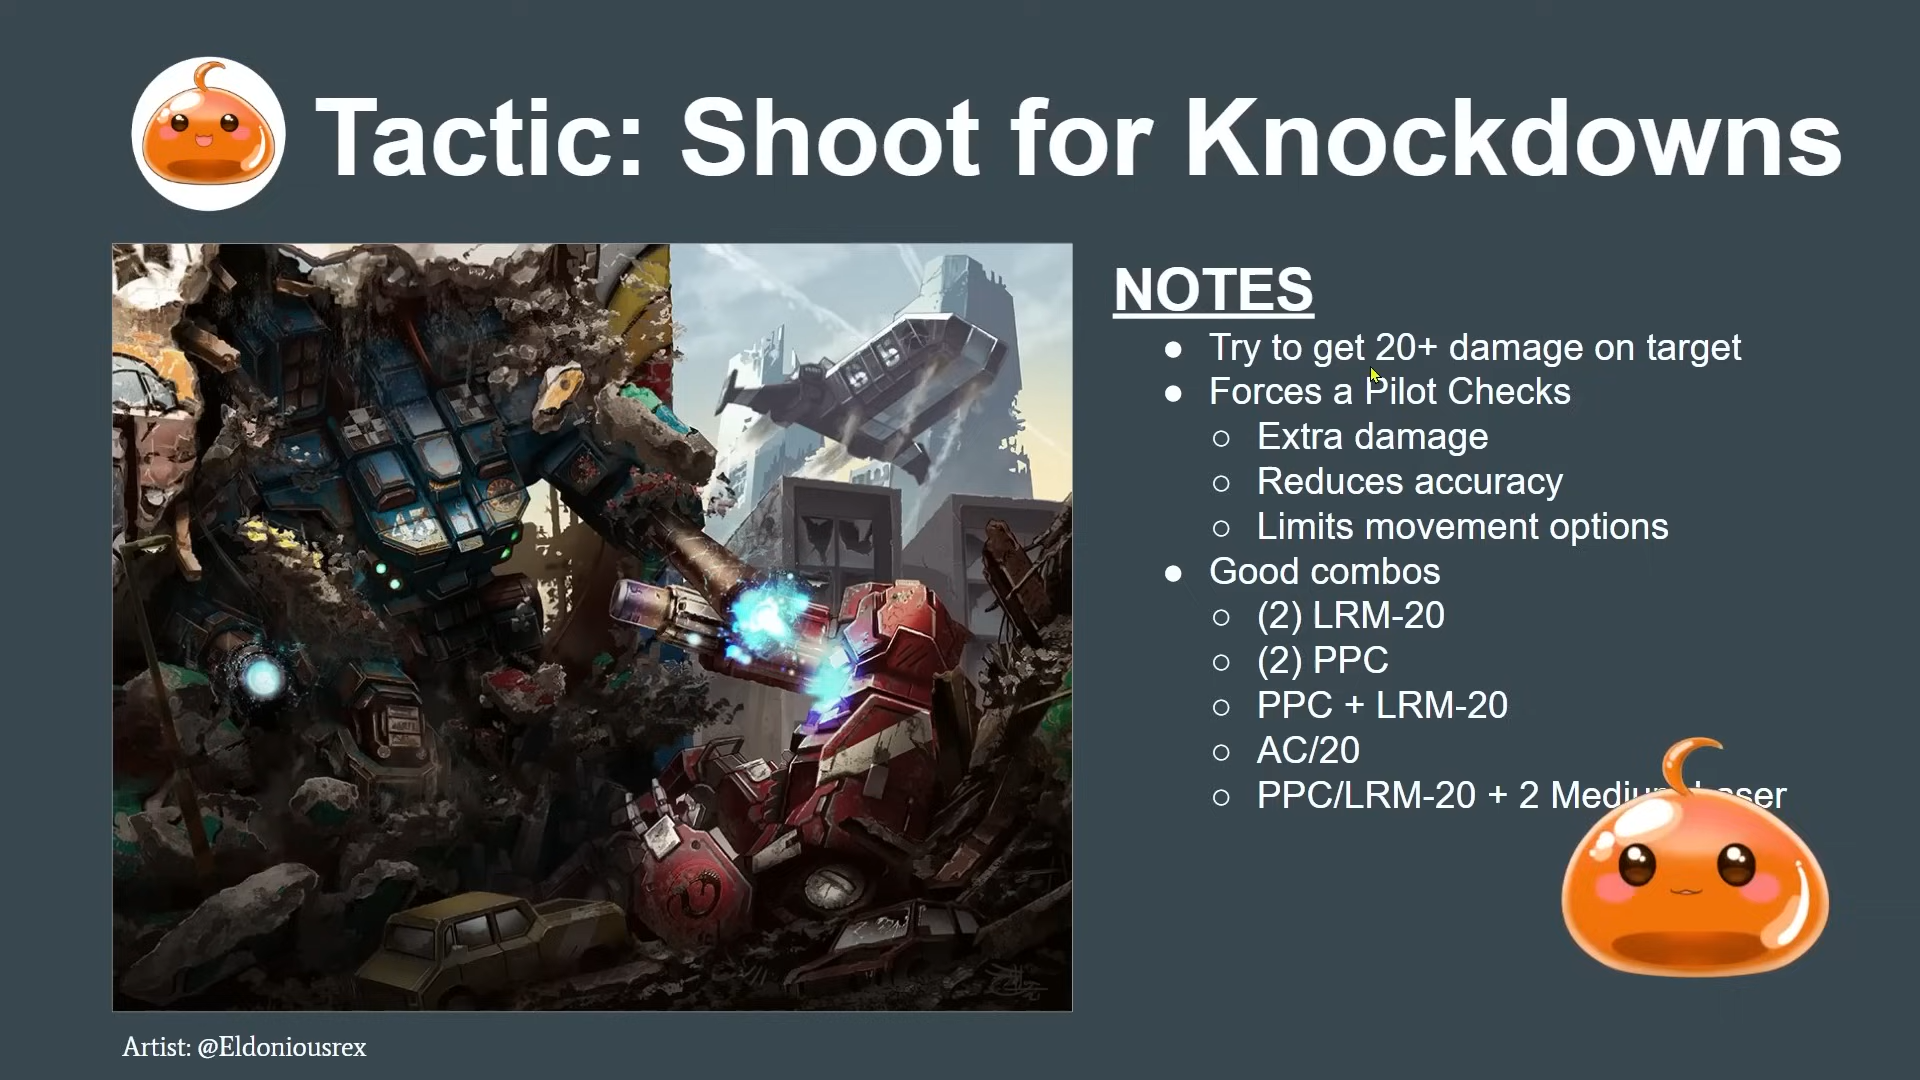 Tactic: Shoot for Knockdowns
NOTES
● Try to get 20+ damage on target
● Forces a Pilot Checks
○ Extra damage
○ Reduces accuracy
○ Limits movement options
● Good combos
○ (2) LRM-20
○ (2) PPC
○ PPC + LRM-20
○ AC/20
○ PPC/LRM-20 + 2 Medium Laser
Artist: @Eldoniousrex